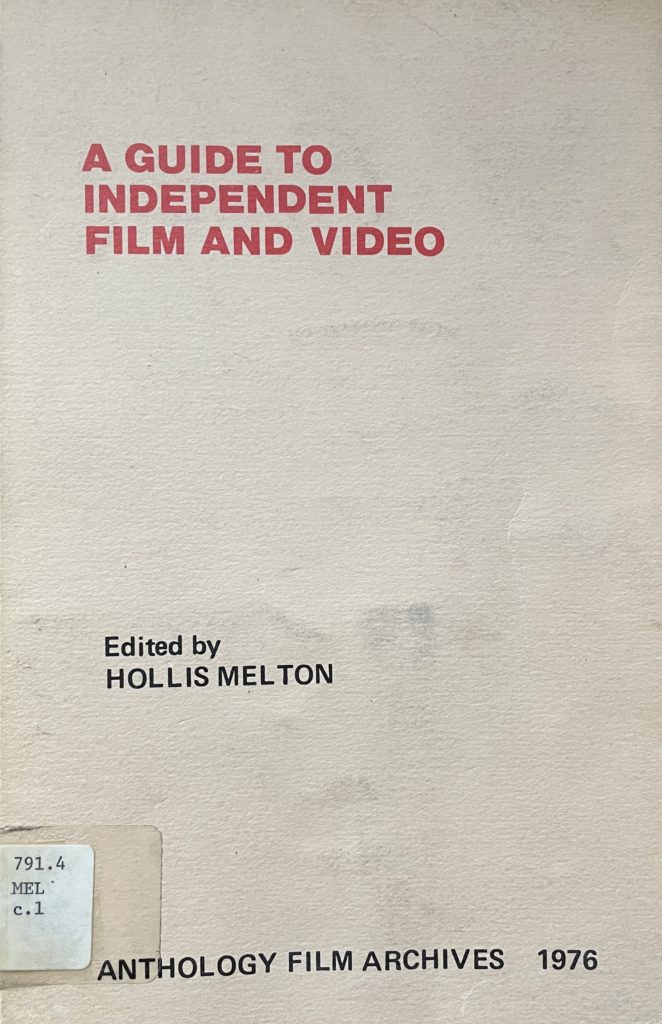 A GUIDE TO
INDEPENDENT
FILM AND VIDEO
Edited by
HOLLIS MELTON
791.4
MEL
c.1
ANTHOLOGY FILM ARCHIVES 1976